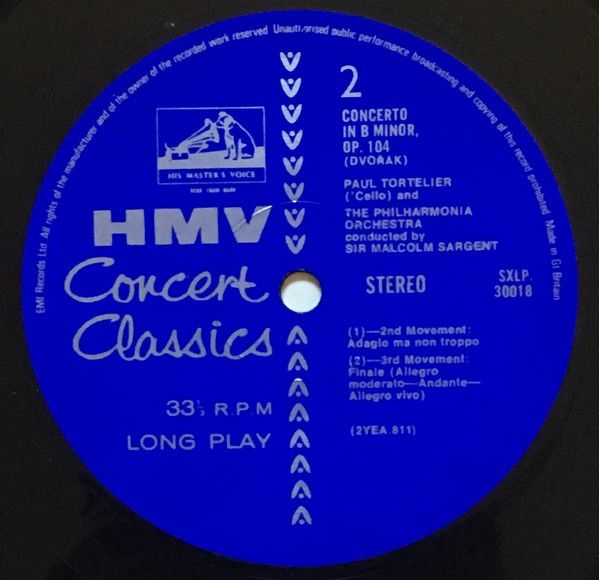 EMI Records Ltd All rights of the manufacturer and of the owner of the recorded work reserved Unauthorised public performance broadcasting and copying of this record prohibited Made in Gt Britain
2
CONCERTO
IN B MINOR,
OP. 104
(DVOŘAK)
HIS MASTER'S VOICE
PAUL TORTELIER
('Cello) and
THE PHILHARMONIA
ORCHESTRA
conducted by
SIR MALCOLM SARGENT
HMV
Concert
Classics
STEREO
SXLP.
30018
(1)—2nd Movement:
Adagio ma non troppo
(2)—3rd Movement:
Finale (Allegro
moderato—Andante—
Allegro vivo)
33⅓ R.P.M
LONG PLAY
(2YEA.811)